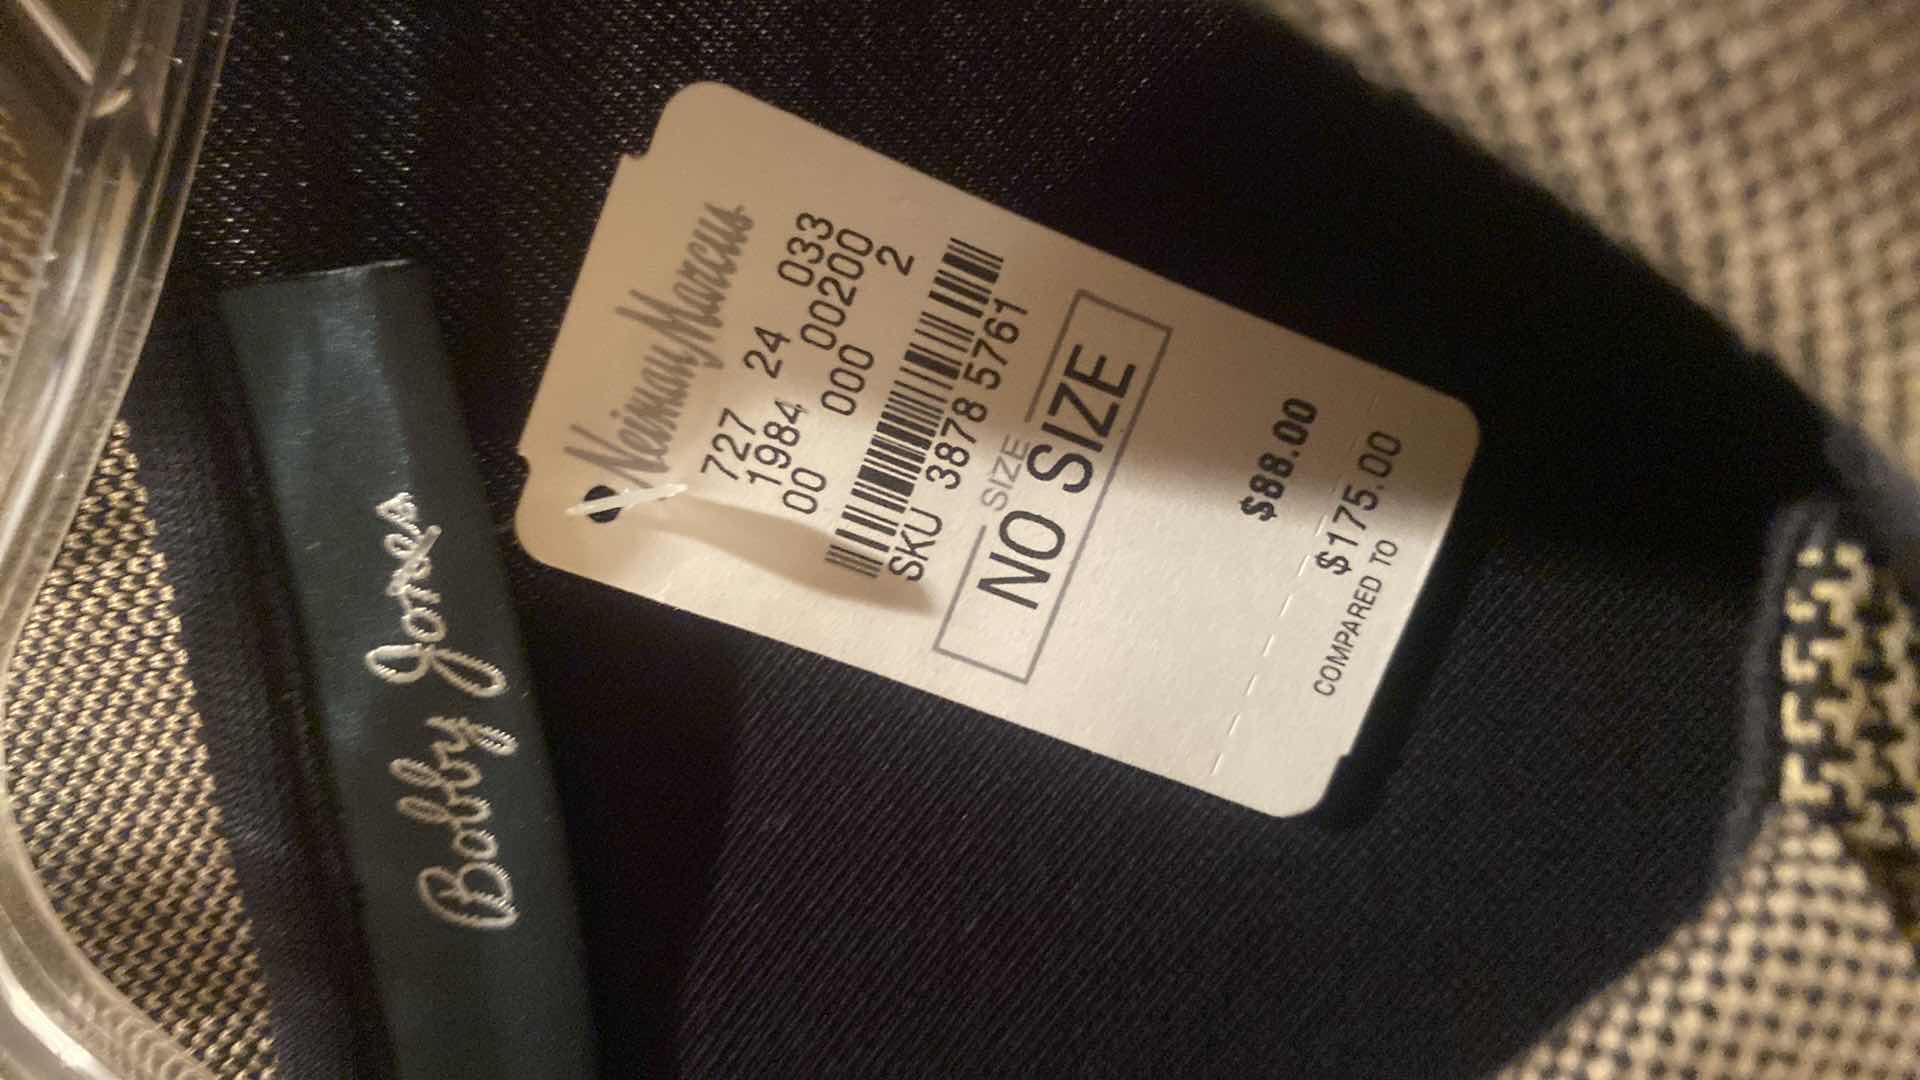 Bobby Jones
Neiman Marcus
727 24 033
1984 00200
00 000 2
SKU 3878 5761
SIZE
NO SIZE
$88.00
$175.00
COMPARED TO